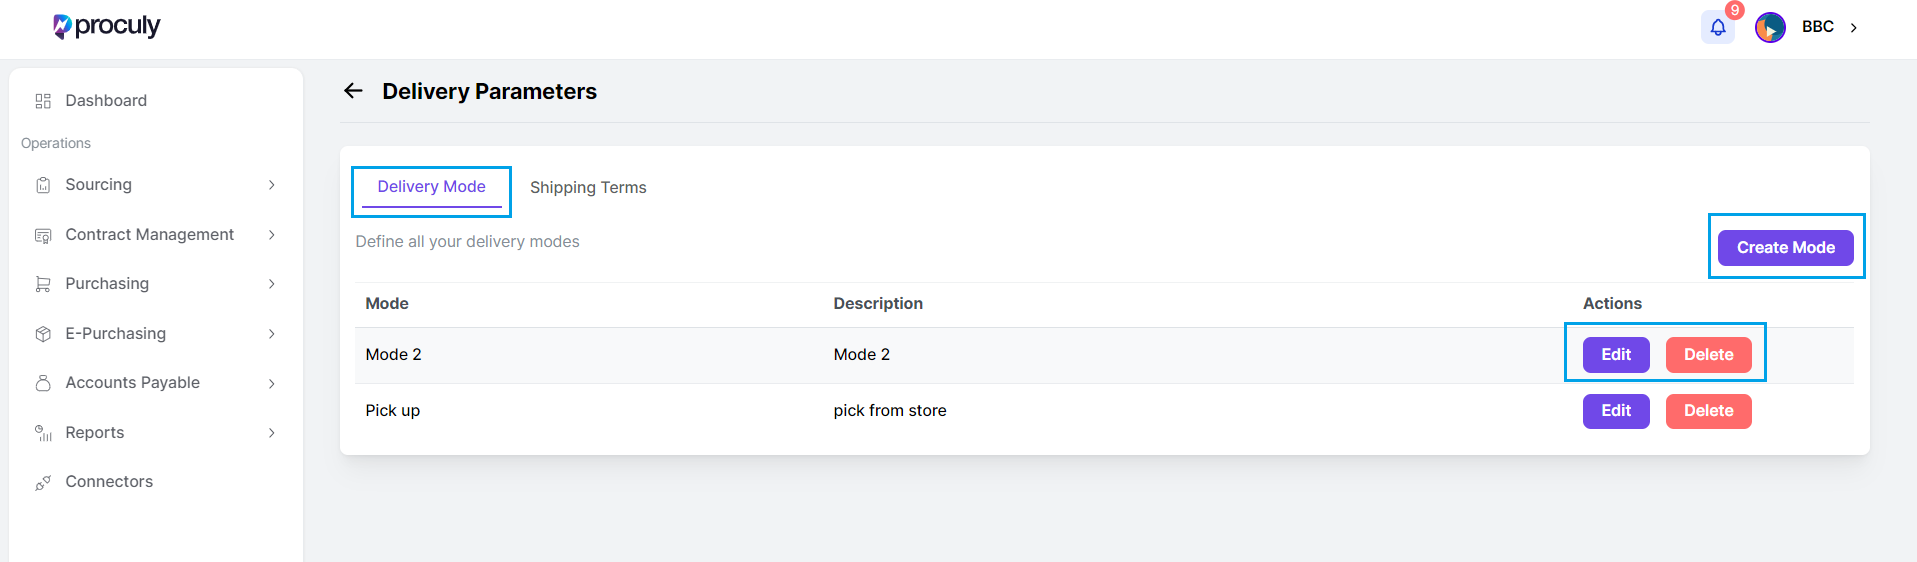 proculy
9
BBC
Dashboard
Operations
Sourcing
Contract Management
Purchasing
E-Purchasing
Accounts Payable
Reports
Connectors
Delivery Parameters
Delivery Mode Shipping Terms
Define all your delivery modes
Create Mode
Mode Description Actions
Mode 2 Mode 2 Edit Delete
Pick up pick from store Edit Delete